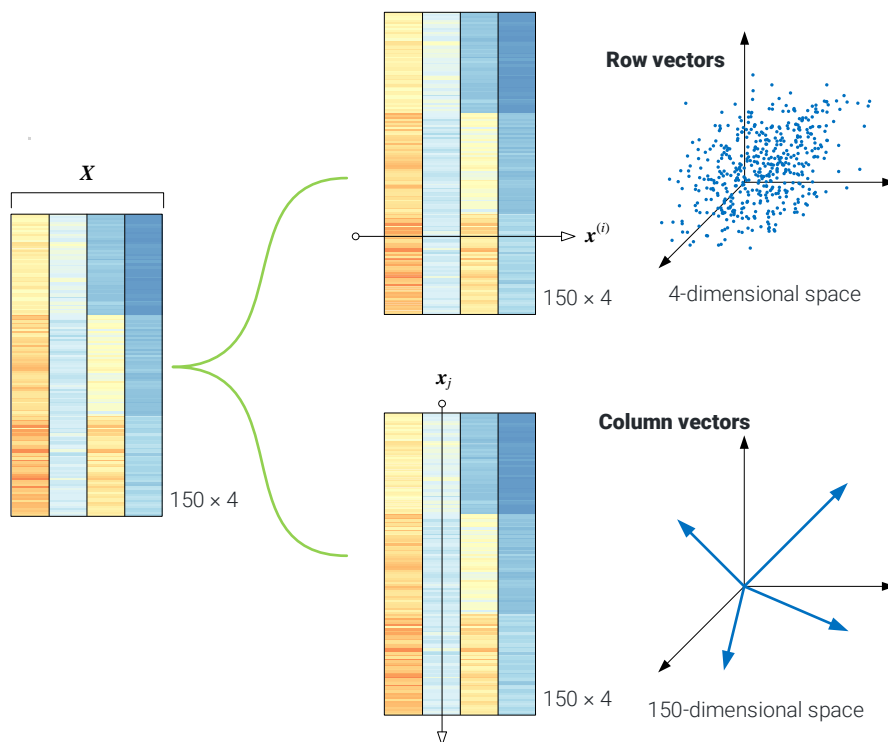 X
150 × 4
x^(i)
150 × 4
Row vectors
4-dimensional space
x_j
150 × 4
Column vectors
150-dimensional space